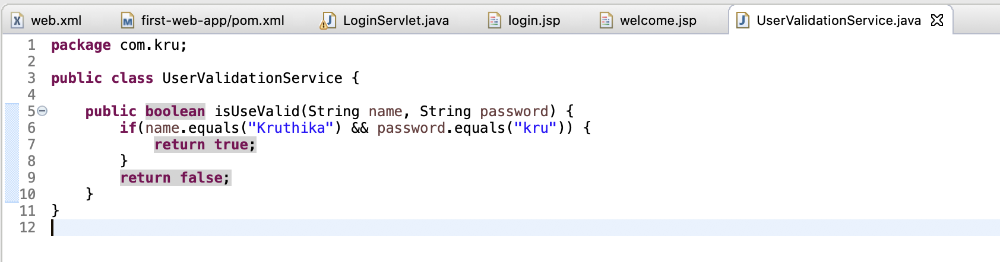 web.xml first-web-app/pom.xml LoginServlet.java login.jsp welcome.jsp UserValidationService.java
1 package com.kru;
2
3 public class UserValidationService {
4
5 public boolean isUseValid(String name, String password) {
6 if(name.equals("Kruthika") && password.equals("kru")) {
7 return true;
8 }
9 return false;
10 }
11 }
12